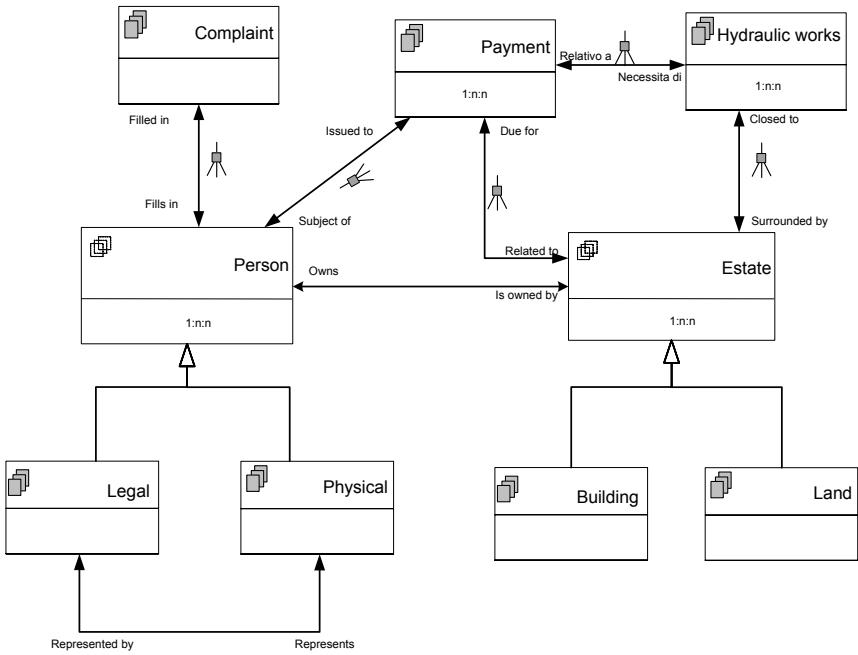 Complaint
Payment
Hydraulic works
Relativo a
Necessita di
1:n:n
1:n:n
Filled in
Issued to
Due for
Closed to
Fills in
Subject of
Surrounded by
Related to
Person
Owns
Estate
Is owned by
1:n:n
1:n:n
Legal
Physical
Building
Land
Represented by
Represents